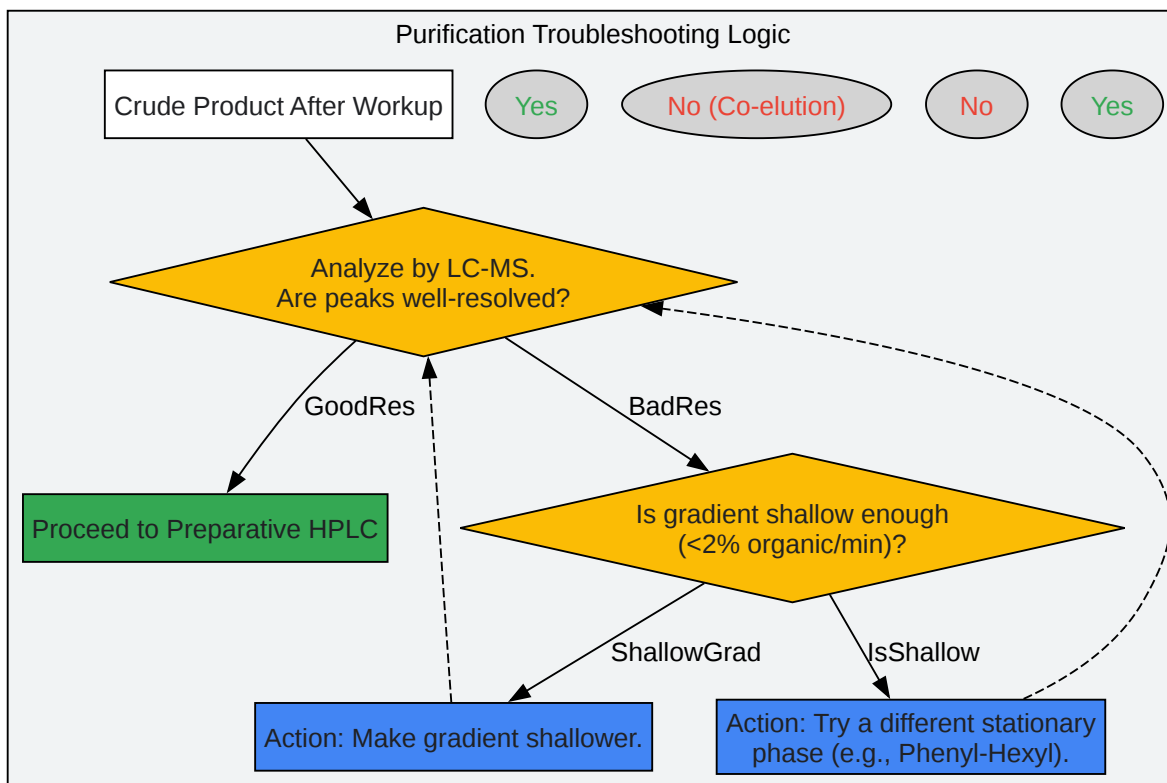 Purification Troubleshooting Logic
Crude Product After Workup
Yes
No (Co-elution)
No
Yes
Analyze by LC-MS.
Are peaks well-resolved?
GoodRes
BadRes
Proceed to Preparative HPLC
Is gradient shallow enough
(<2% organic/min)?
ShallowGrad
IsShallow
Action: Make gradient shallower.
Action: Try a different stationary
phase (e.g., Phenyl-Hexyl).